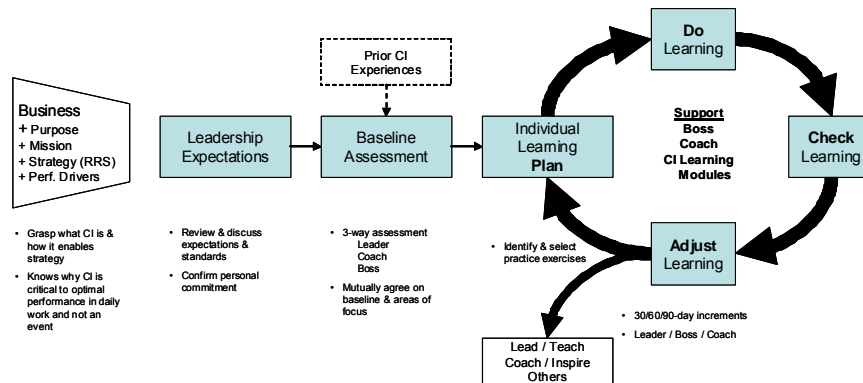 Prior CI
Experiences
Business
+ Purpose
+ Mission
+ Strategy (RRS)
+ Perf. Drivers
Leadership
Expectations
Baseline
Assessment
Individual
Learning
Plan
Do
Learning
Support
Boss
Coach
CI Learning
Modules
Check
Learning
Adjust
Learning
• Grasp what CI is &
how it enables
strategy
• Knows why CI is
critical to optimal
performance in daily
work and not an
event
• Review & discuss
expectations &
standards
• Confirm personal
commitment
• 3-way assessment
Leader
Coach
Boss
• Mutually agree on
baseline & areas of
focus
• Identify & select
practice exercises
• 30/60/90-day increments
• Leader / Boss / Coach
Lead / Teach
Coach / Inspire
Others